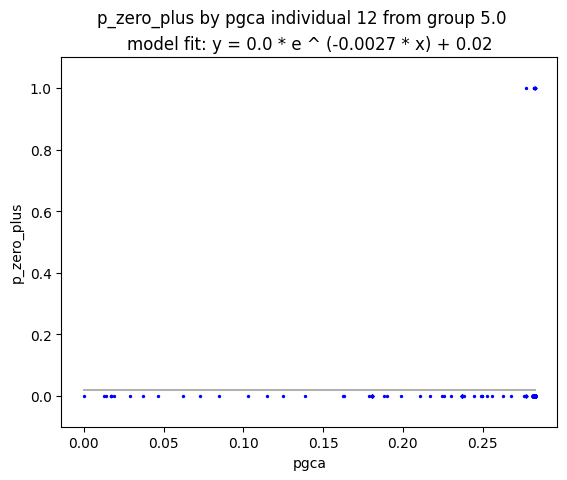 p_zero_plus by pgca individual 12 from group 5.0
model fit: y = 0.0 * e ^ (-0.0027 * x) + 0.02
1.0
0.8
0.6
0.4
0.2
0.0
p_zero_plus
0.00 0.05 0.10 0.15 0.20 0.25
pgca